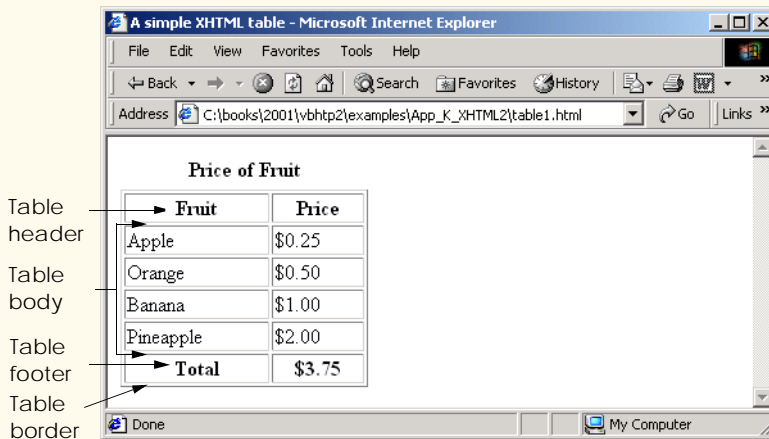 A simple XHTML table - Microsoft Internet Explorer
File Edit View Favorites Tools Help
Back Search Favorites History »
Address C:\books\2001\vbhtp2\examples\App_K_XHTML2\table1.html Go Links »
Price of Fruit
Table header
Fruit Price
Apple $0.25
Orange $0.50
Table body
Banana $1.00
Pineapple $2.00
Table footer
Total $3.75
Table border
Done My Computer